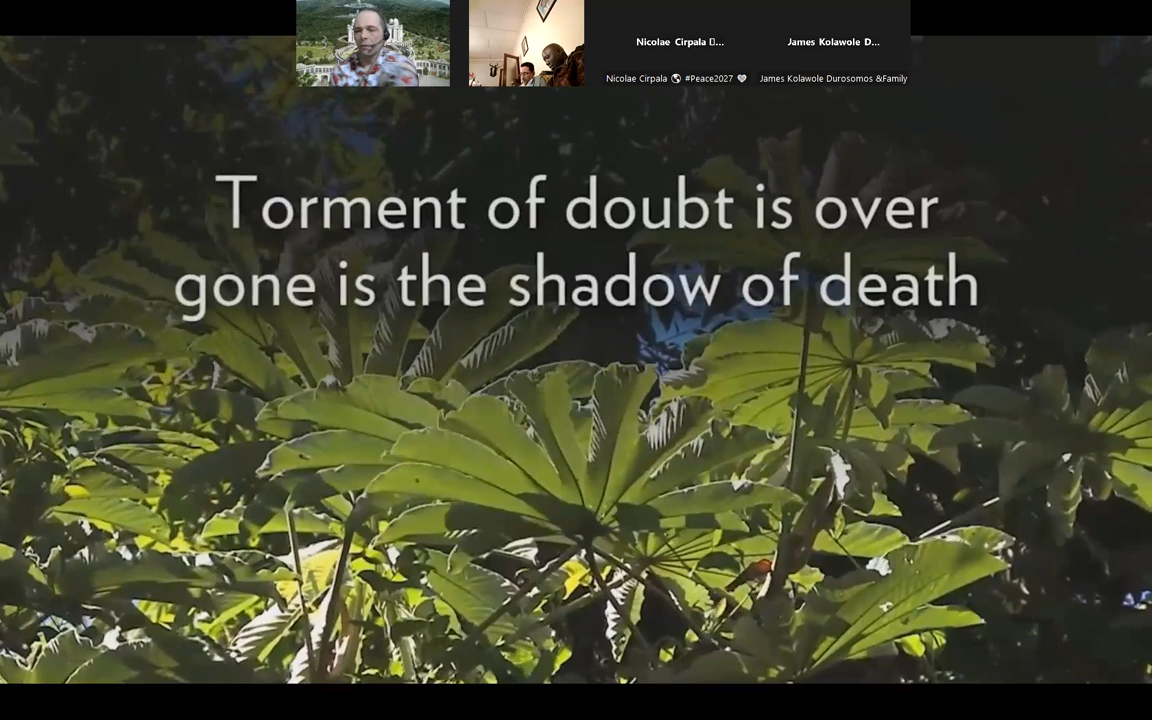 Nicolae Cirpala ...
James Kolawole D...
Nicolae Cirpala 🌎 #Peace2027 🤍
James Kolawole Durosomos &Family
Torment of doubt is over
gone is the shadow of death